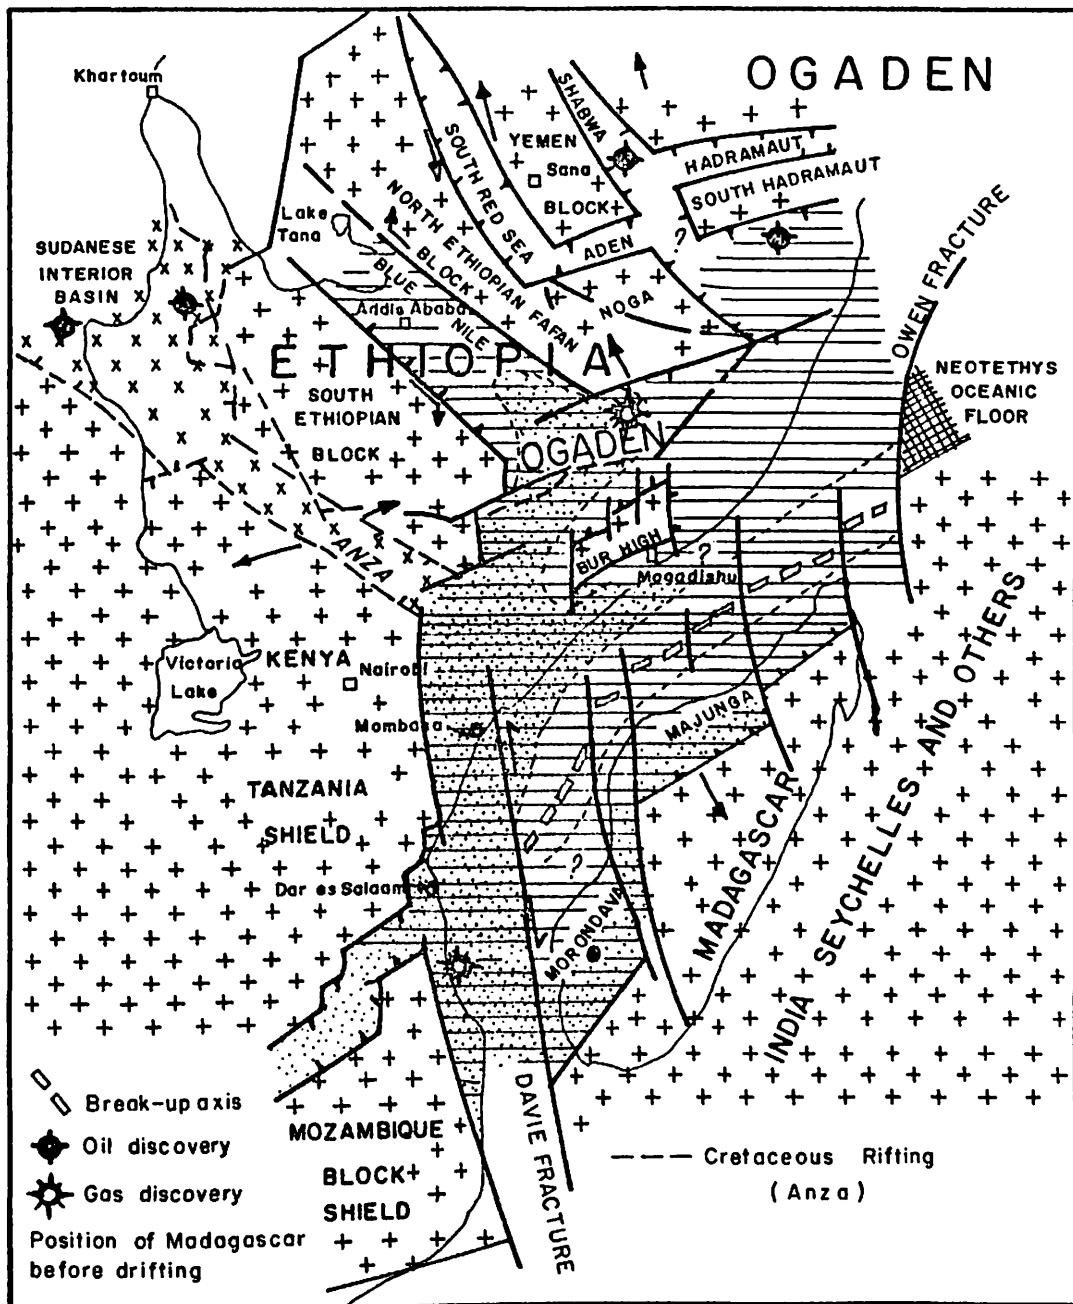 OGADEN
Khartoum
SHABWA
YEMEN
Sana
BLOCK
HADRAMAUT
SOUTH HADRAMAUT
SOUTH RED SEA
ADEN
NORTH ETHIOPIAN
BLOCK
FAFAN
NOGA
?
Lake
Tana
BLUE
NILE
Addis Ababa
SUDANESE
INTERIOR
BASIN
ETHTOPIA
OWEN FRACTURE
NEOTETHYS
OCEANIC
FLOOR
SOUTH
ETHIOPIAN
BLOCK
OGADEN
ANZA
BUR HIGH
?
Mogadishu
Victoria
Lake
KENYA
Nairobi
Mombasa
MAJUNGA
TANZANIA
SHIELD
Dar es Salaam
?
MORONDAVA
MADAGASCAR
INDIA SEYCHELLES AND OTHERS
DAVIE FRACTURE
MOZAMBIQUE
BLOCK
SHIELD
Break-up axis
Oil discovery
Gas discovery
Position of Madagascar
before drifting
Cretaceous Rifting
(Anza)